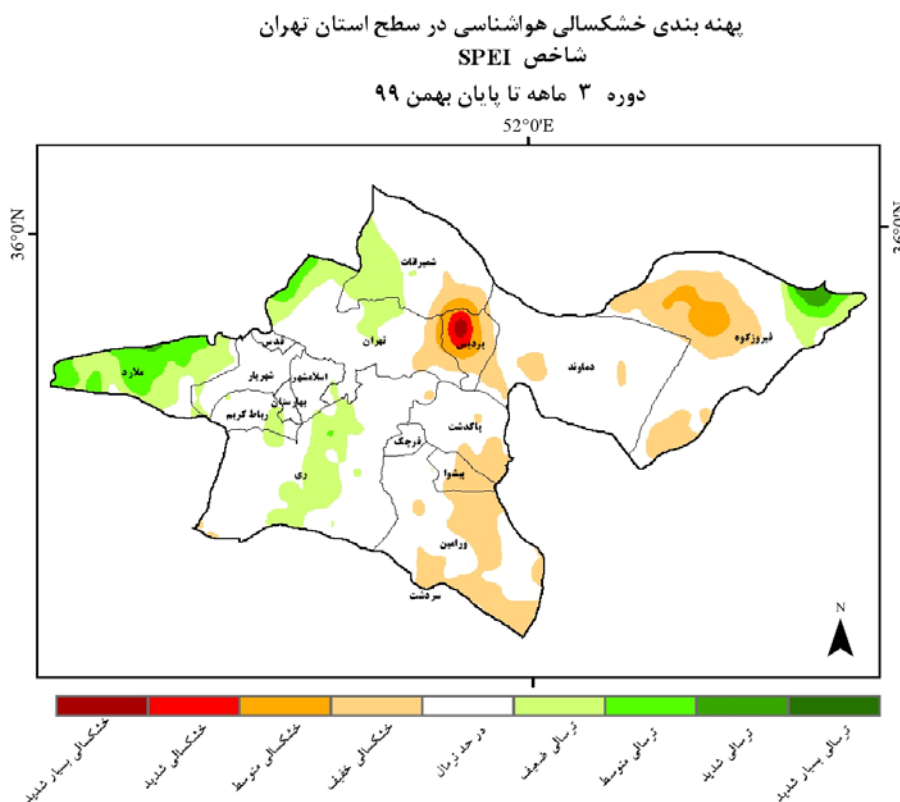 پهنه بندی خشکسالی هواشناسی در سطح استان تهران
شاخص SPEI
دوره ۳ ماهه تا پایان بهمن ۹۹
52°0'E
36°0'N
36°0'N
شمیرانات
فیروزکوه
پردیس
تهران
قدس
دماوند
ملارد
شهریار
اسلامشهر
بهارستان
رباط کریم
پاکدشت
قرچک
پیشوا
ری
ورامین
سردشت
N
خشکسالی بسیار شدید
خشکسالی شدید
خشکسالی متوسط
خشکسالی خفیف
در حد نرمال
ترسالی ضعیف
ترسالی متوسط
ترسالی شدید
ترسالی بسیار شدید